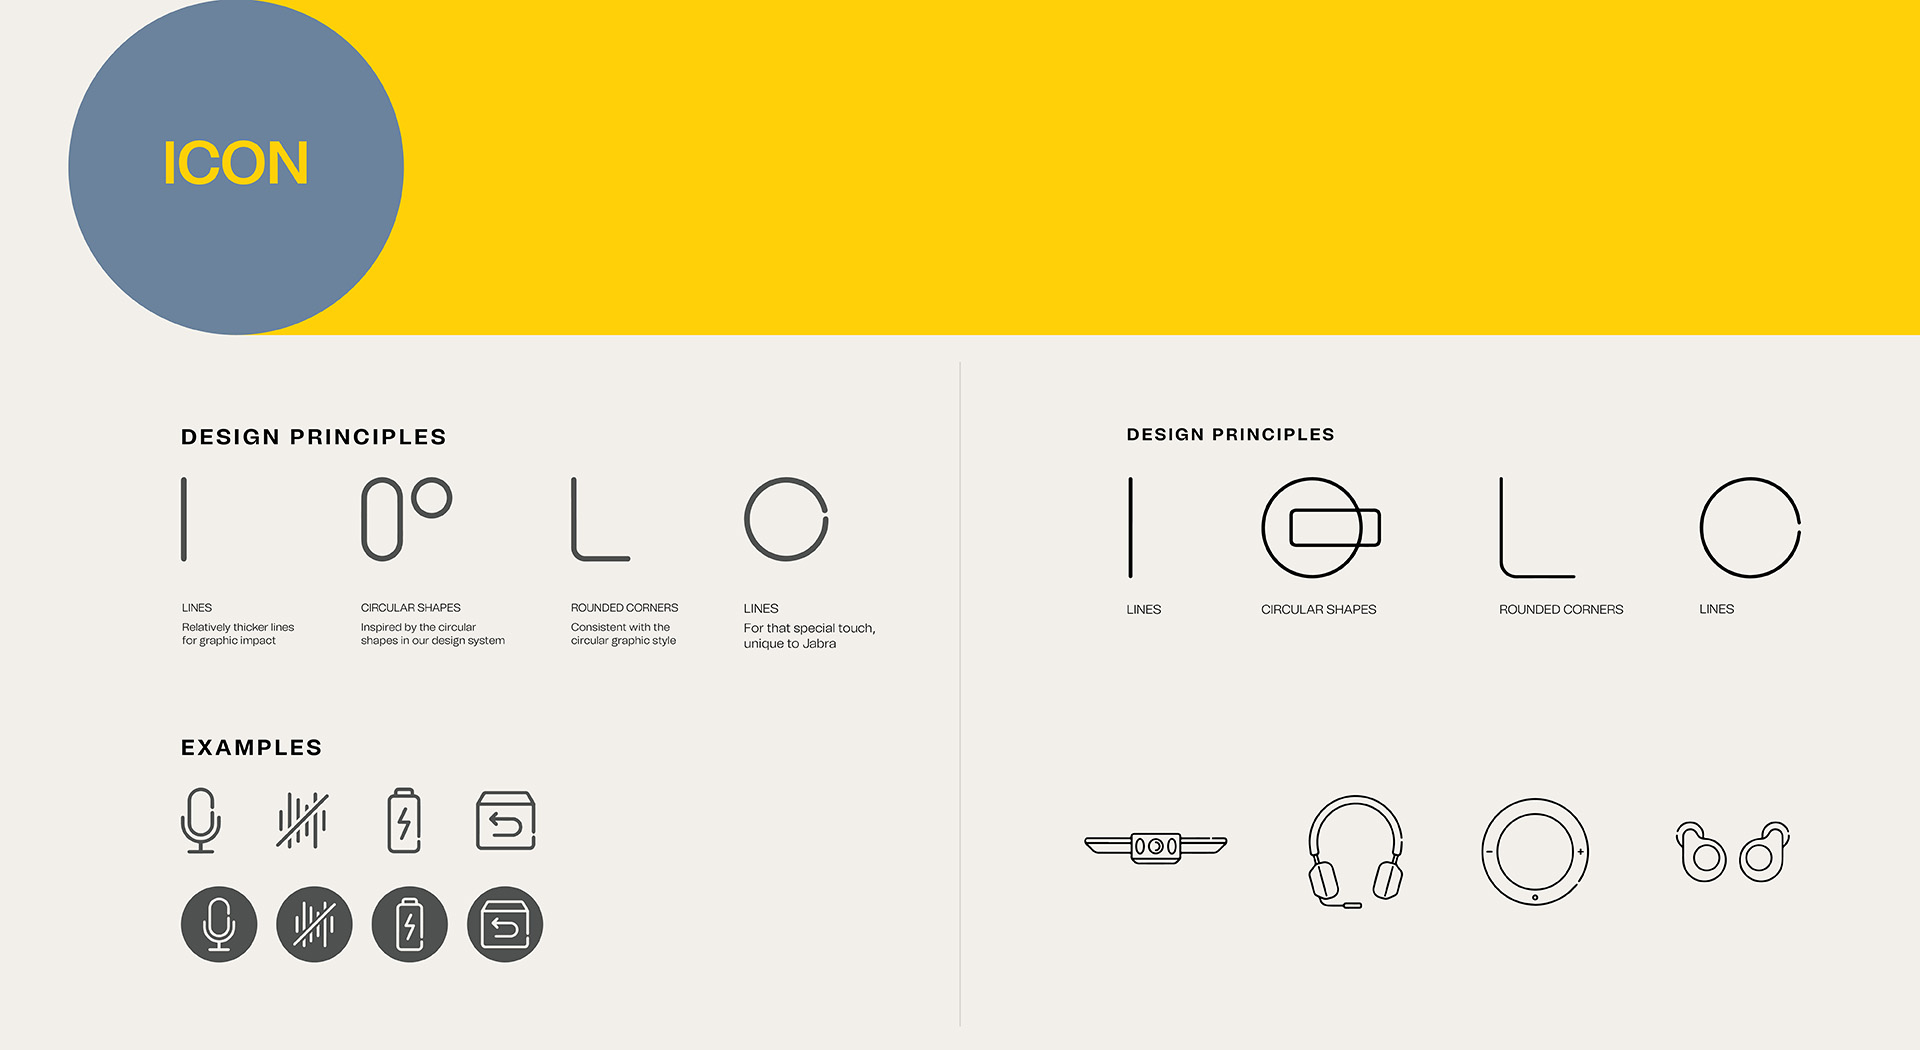 ICON
DESIGN PRINCIPLES
LINES
Relatively thicker lines
for graphic impact
CIRCULAR SHAPES
Inspired by the circular
shapes in our design system
ROUNDED CORNERS
Consistent with the
circular graphic style
LINES
For that special touch,
unique to Jabra
EXAMPLES
DESIGN PRINCIPLES
LINES
CIRCULAR SHAPES
ROUNDED CORNERS
LINES